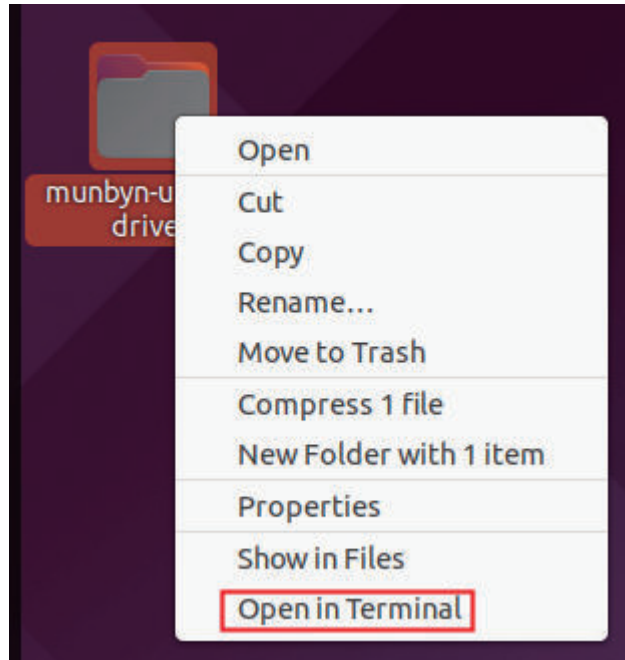 munbyn-u
drive
Open
Cut
Copy
Rename...
Move to Trash
Compress 1 file
New Folder with 1 item
Properties
Show in Files
Open in Terminal